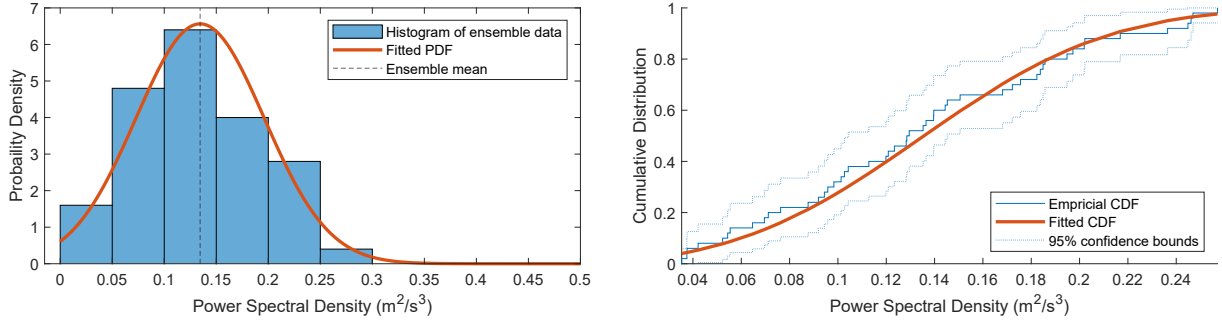 7
6
5
4
3
2
1
0
Probaility Density
Histogram of ensemble data
Fitted PDF
Ensemble mean
0 0.05 0.1 0.15 0.2 0.25 0.3 0.35 0.4 0.45 0.5
Power Spectral Density (m²/s³)
1
0.8
0.6
0.4
0.2
0
Cumulative Distribution
Empricial CDF
Fitted CDF
95% confidence bounds
0.04 0.06 0.08 0.1 0.12 0.14 0.16 0.18 0.2 0.22 0.24
Power Spectral Density (m²/s³)